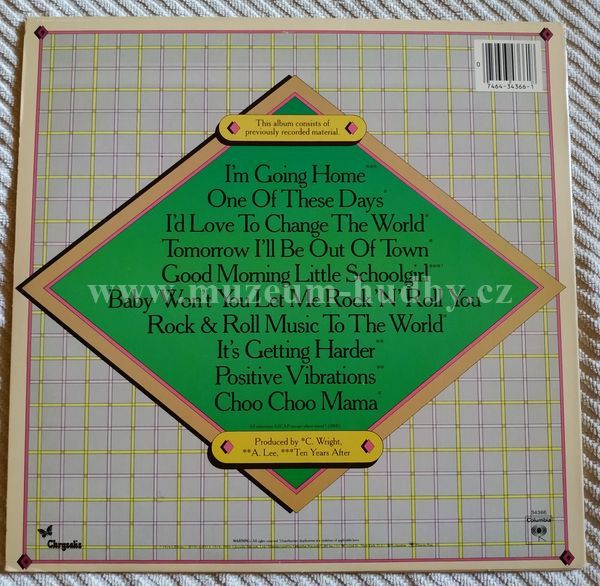 0
7464-34366-1
This album consists of
previously recorded material.
I'm Going Home***
One Of These Days*
I'd Love To Change The World*
Tomorrow I'll Be Out Of Town*
Good Morning Little Schoolgirl***†
www.muzeum-hudby.cz
Baby Won't You Let Me Rock N' Roll You
Rock & Roll Music To The World*
It's Getting Harder**
Positive Vibrations**
Choo Choo Mama*
Produced by *C. Wright,
**A. Lee, ***Ten Years After
Chrysalis
34366
Columbia